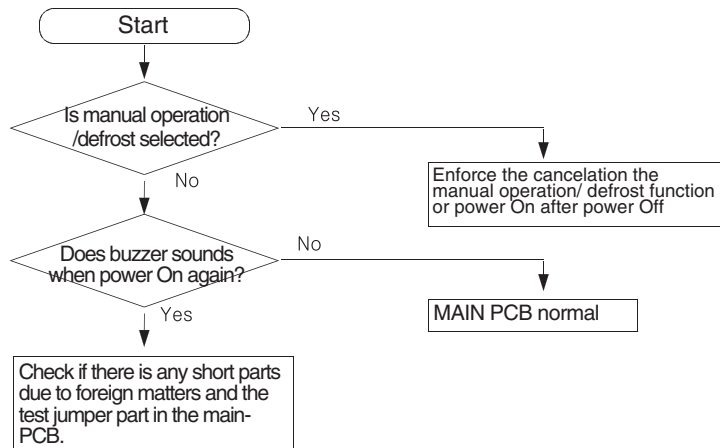 Start
Is manual operation
/defrost selected?
Yes
Enforce the cancelation the
manual operation/ defrost function
or power On after power Off
No
Does buzzer sounds
when power On again?
No
MAIN PCB normal
Yes
Check if there is any short parts
due to foreign matters and the
test jumper part in the main-
PCB.